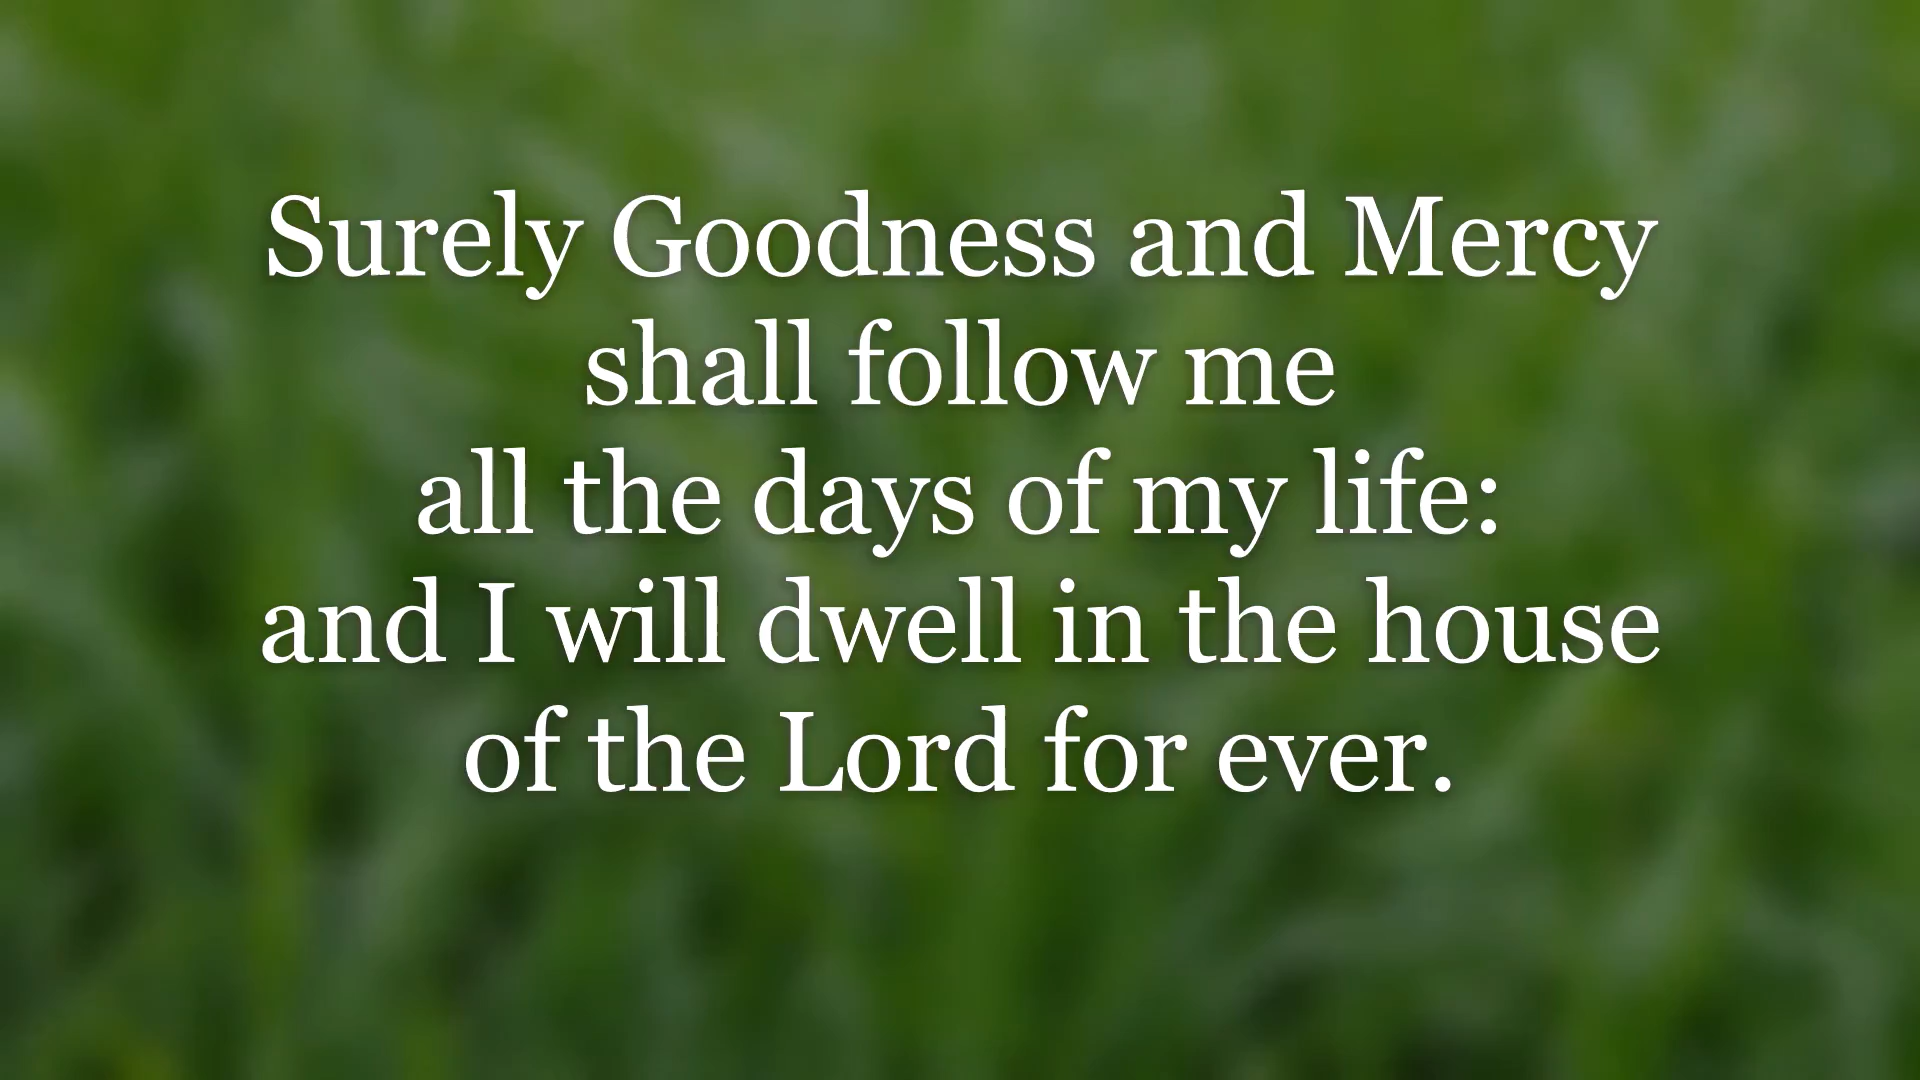 Surely Goodness and Mercy
shall follow me
all the days of my life:
and I will dwell in the house
of the Lord for ever.